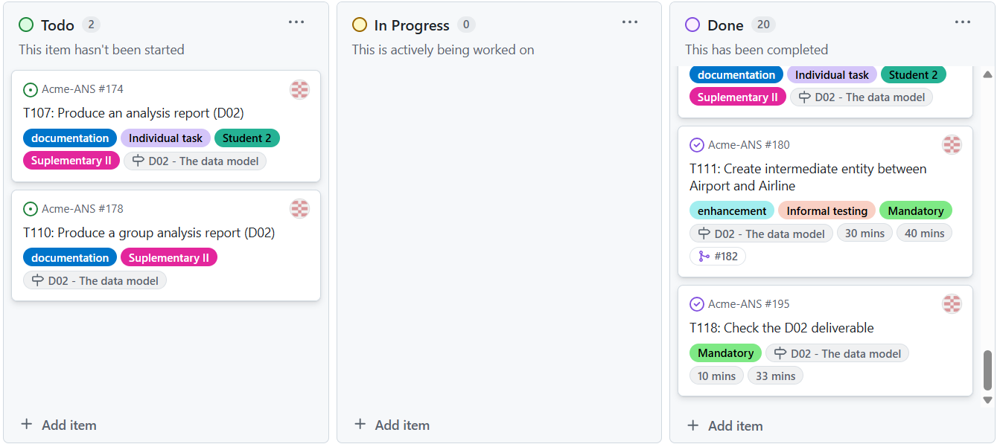 Todo 2
This item hasn't been started
Acme-ANS #174
T107: Produce an analysis report (D02)
documentation Individual task Student 2
Suplementary II D02 - The data model
Acme-ANS #178
T110: Produce a group analysis report (D02)
documentation Suplementary II
D02 - The data model
+ Add item
In Progress 0
This is actively being worked on
+ Add item
Done 20
This has been completed
documentation Individual task Student 2
Suplementary II D02 - The data model
Acme-ANS #180
T111: Create intermediate entity between
Airport and Airline
enhancement Informal testing Mandatory
D02 - The data model 30 mins 40 mins
#182
Acme-ANS #195
T118: Check the D02 deliverable
Mandatory D02 - The data model
10 mins 33 mins
+ Add item